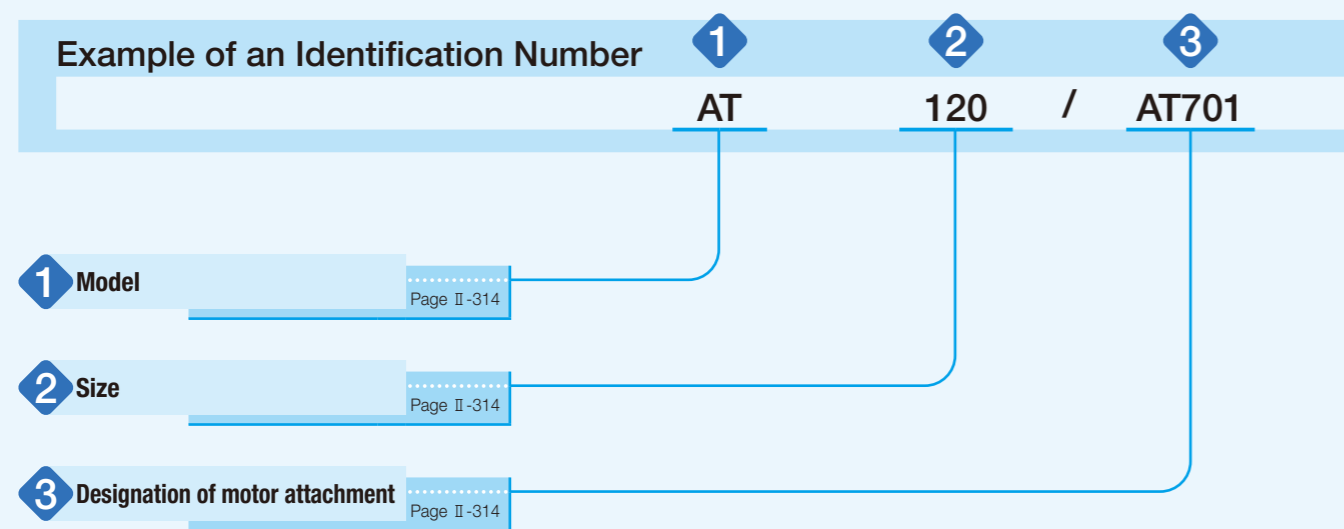 Example of an Identification Number 1 2 3
AT 120 / AT701
1 Model
Page Ⅱ-314
2 Size
Page Ⅱ-314
3 Designation of motor attachment
Page Ⅱ-314